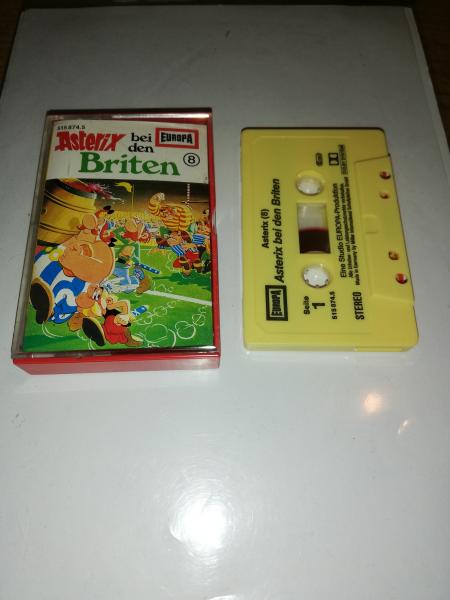 515 874.5
Asterix bei den Briten
EUROPA
8
EUROPA
Asterix (8)
Asterix bei den Briten
Seite 1
515 874.5
Eine Studio EUROPA-Produktion
STEREO